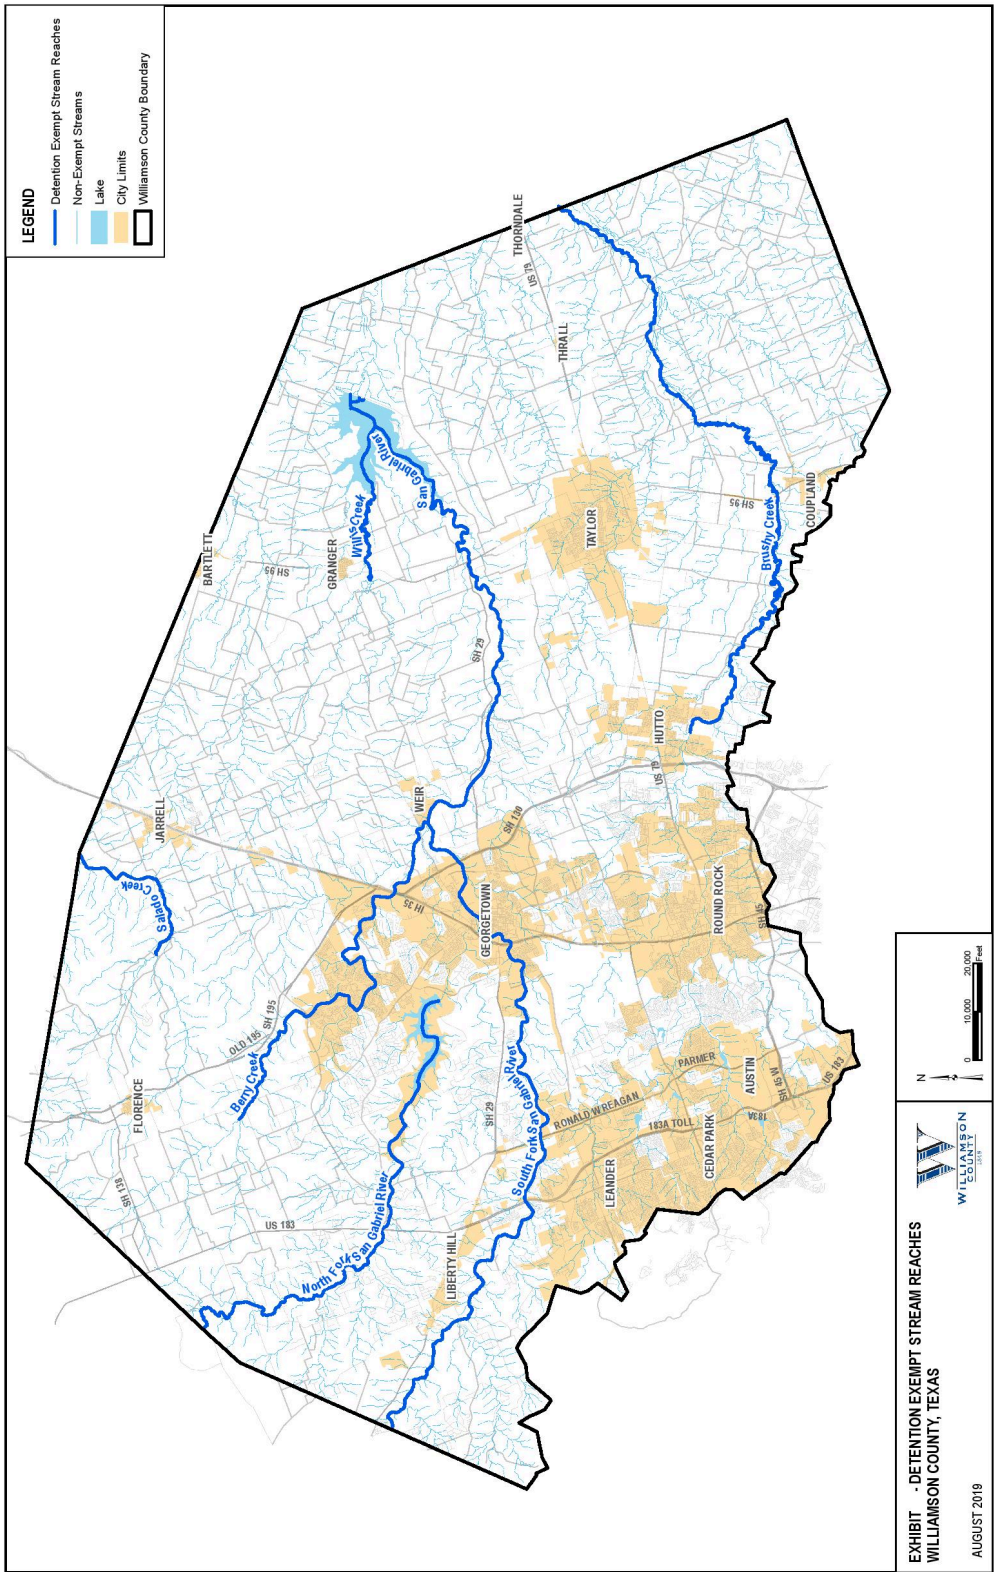 LEGEND
Detention Exempt Stream Reaches
Non-Exempt Streams
Lake
City Limits
Williamson County Boundary
THORNDALE
US 79
THRALL
BARTLETT
SH 95
GRANGER
Willis Creek
San Gabriel River
TAYLOR
SH 95
COUPLAND
Brushy Creek
SH 29
JARRELL
Salado Creek
WEIR
HUTTO
US 79
SH 130
IH 35
GEORGETOWN
ROUND ROCK
SH 45
OLD 195
SH 195
Berry Creek
FLORENCE
SH 138
US 183
North Fork San Gabriel River
SH 29
South Fork San Gabriel River
LIBERTY HILL
RONALD W REAGAN
PARMER
183A TOLL
LEANDER
CEDAR PARK
AUSTIN
183A
SH 45 W
US 183
EXHIBIT - DETENTION EXEMPT STREAM REACHES
WILLIAMSON COUNTY, TEXAS
AUGUST 2019
WILLIAMSON
COUNTY
1848
N
0 10,000 20,000
Feet